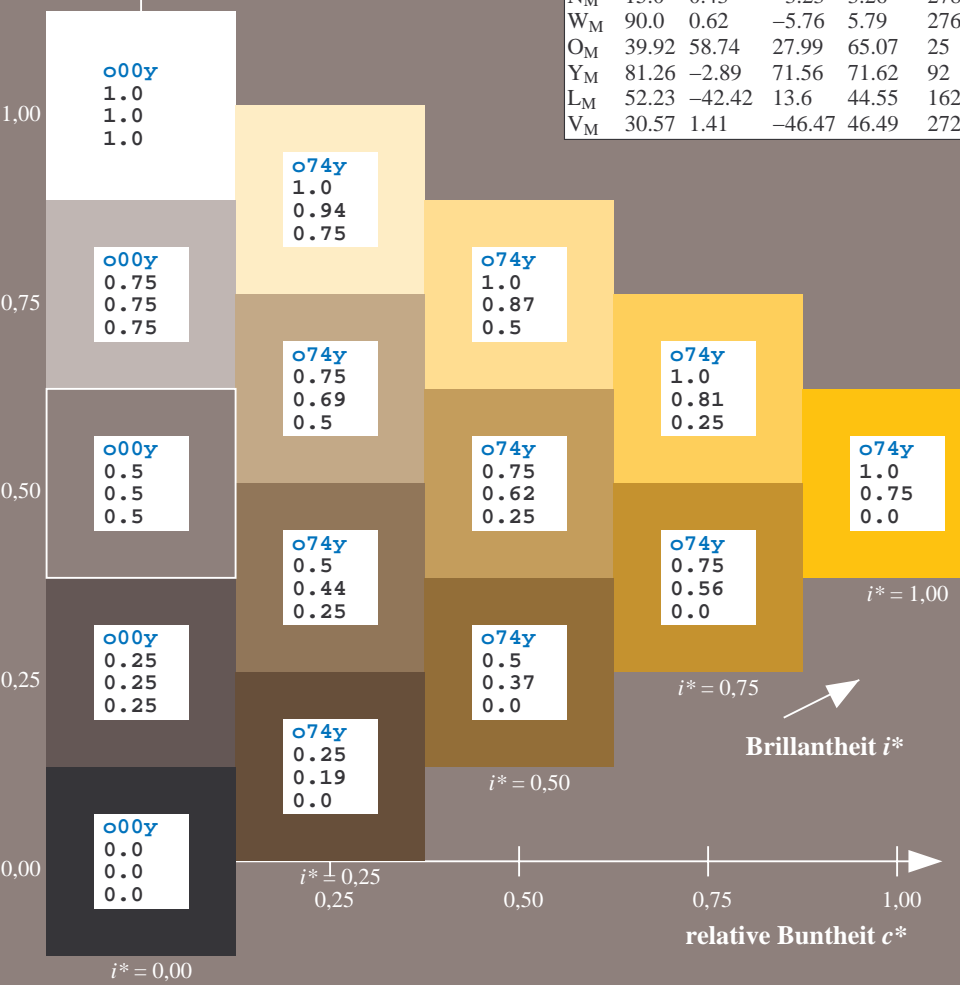 W_M 90.0 0.62 –5.76 5.79 276
O_M 39.92 58.74 27.99 65.07 25
Y_M 81.26 –2.89 71.56 71.62 92
L_M 52.23 –42.42 13.6 44.55 162
V_M 30.57 1.41 –46.47 46.49 272
o00y
1.0
1.0
1.0
1,00
o74y
1.0
0.94
0.75
o00y
0.75
0.75
0.75
0,75
o74y
1.0
0.87
0.5
o74y
0.75
0.69
0.5
o74y
1.0
0.81
0.25
o00y
0.5
0.5
0.5
0,50
o74y
0.75
0.62
0.25
o74y
1.0
0.75
0.0
i* = 1,00
o74y
0.5
0.44
0.25
o74y
0.75
0.56
0.0
i* = 0,75
o00y
0.25
0.25
0.25
0,25
o74y
0.5
0.37
0.0
i* = 0,50
Brillantheit i*
o74y
0.25
0.19
0.0
i* = 0,25
o00y
0.0
0.0
0.0
0,00
0,25
0,50
0,75
1,00
relative Buntheit c*
i* = 0,00